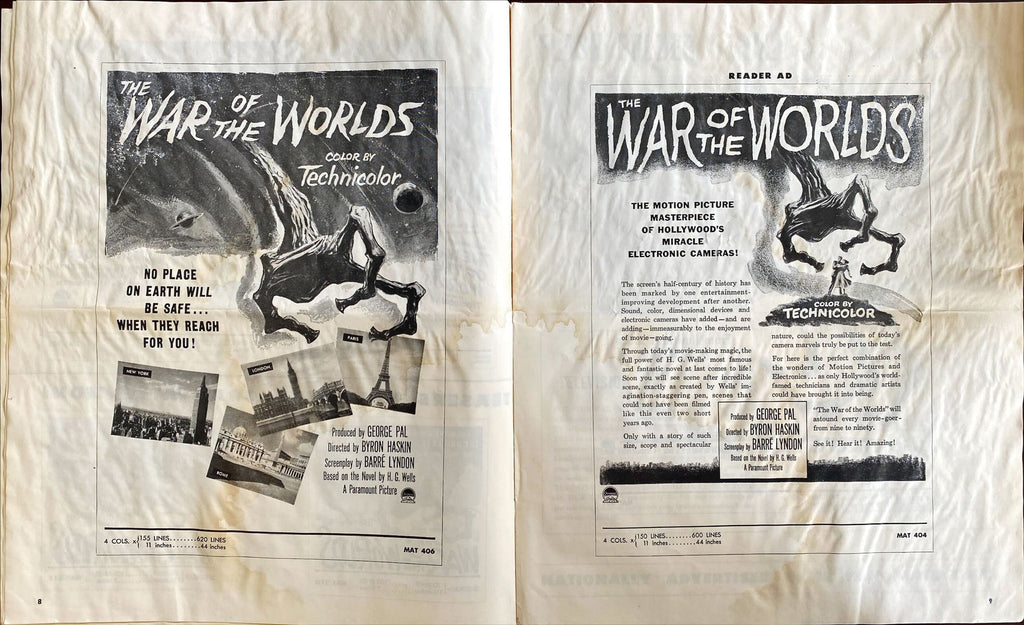 THE
WAR OF THE WORLDS
COLOR BY
Technicolor
NO PLACE
ON EARTH WILL
BE SAFE...
WHEN THEY REACH
FOR YOU!
NEW YORK
LONDON
PARIS
ROME
Produced by GEORGE PAL
Directed by BYRON HASKIN
Screenplay by BARRÉ LYNDON
Based on the Novel by H. G. Wells
A Paramount Picture
4 COLS. x 155 LINES........620 LINES
11 inches........44 inches
MAT 406
8
READER AD
THE
WAR OF THE WORLDS
THE MOTION PICTURE
MASTERPIECE
OF HOLLYWOOD'S
MIRACLE
ELECTRONIC CAMERAS!
COLOR BY
TECHNICOLOR
The screen's half-century of history has
been marked by one entertainment-
improving development after another.
Sound, color, dimensional devices and
electronic cameras have added—and are
adding—immeasurably to the enjoyment
of movie-going.
Through today's movie-making magic, the
full power of H. G. Wells' most famous
and fantastic novel at last comes to life!
Soon you will see scene after incredible
scene, exactly as created by Wells' im-
agination-staggering pen, scenes that
could not have been filmed
like this even two short
years ago.
Only with a story of such
size, scope and spectacular
nature, could the possibilities of today's
camera marvels truly be put to the test.
For here is the perfect combination of
the wonders of Motion Pictures and
Electronics...as only Hollywood's world-
famed technicians and dramatic artists
could have brought it into being.
"The War of the Worlds" will
astound every movie-goer—
from nine to ninety.
See it! Hear it! Amazing!
Produced by GEORGE PAL
Directed by BYRON HASKIN
Screenplay by BARRÉ LYNDON
Based on the Novel by H. G. Wells
A Paramount Picture
4 COLS. x 150 LINES........600 LINES
11 inches........44 inches
MAT 404
9